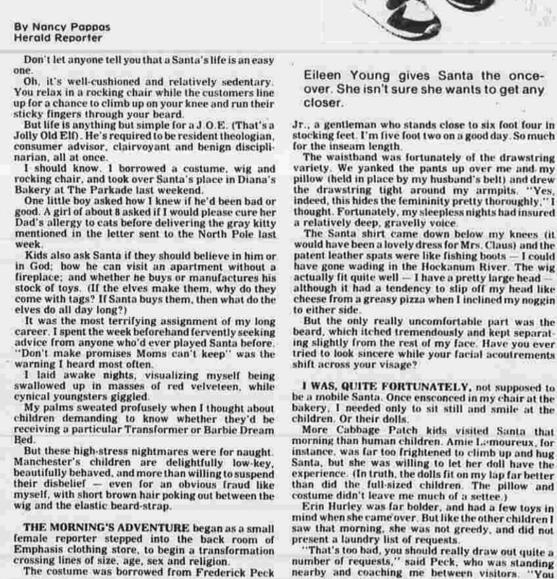 By Nancy Pappas
Herald Reporter
Don't let anyone tell you that a Santa's life is an easy
one.
Oh, it's well-cushioned and relatively sedentary.
You relax in a rocking chair while the customers line
up for a chance to climb up on your knee and run their
sticky fingers through your beard.
But life is anything but simple for a J.O.E. (That's a
Jolly Old Elf). He's required to be resident theologian,
consumer advisor, clairvoyant and benign discipli-
narian, all at once.
I should know. I borrowed a costume, wig and
rocking chair, and took over Santa's place in Diana's
Bakery at The Parkade last weekend.
One little boy asked how I knew if he'd been bad or
good. A girl of about 8 asked if I would please cure her
Dad's allergy to cats before delivering the gray kitty
mentioned in the letter sent to the North Pole last
week.
Kids also ask Santa if they should believe in him or
in God; how he can visit an apartment without a
fireplace; and whether he buys or manufactures his
stock of toys. (If the elves make them, why do they
come with tags? If Santa buys them, then what do the
elves do all day long?)
It was the most terrifying assignment of my long
career. I spent the week beforehand fervently seeking
advice from anyone who'd ever played Santa before.
"Don't make promises Moms can't keep" was the
warning I heard most often.
I laid awake nights, visualizing myself being
swallowed up in masses of red velveteen, while
cynical youngsters giggled.
My palms sweated profusely when I thought about
children demanding to know whether they'd be
receiving a particular Transformer or Barbie Dream
Bed.
But these high-stress nightmares were for naught.
Manchester's children are delightfully low-key,
beautifully behaved, and more than willing to suspend
their disbelief — even for an obvious fraud like
myself, with short brown hair poking out between the
wig and the elastic beard-strap.
THE MORNING'S ADVENTURE began as a small
female reporter stepped into the back room of
Emphasis clothing store, to begin a transformation
crossing lines of size, age, sex and religion.
The costume was borrowed from Frederick Peck
Eileen Young gives Santa the once-
over. She isn't sure she wants to get any
closer.
Jr., a gentleman who stands close to six foot four in
stocking feet. I'm five foot two on a good day. So much
for the inseam length.
The waistband was fortunately of the drawstring
variety. We yanked the pants up over me and my
pillow (held in place by my husband's belt) and drew
the drawstring tight around my armpits. "Yes,
indeed, this hides the femininity pretty thoroughly," I
thought. Fortunately, my sleepless nights had insured
a relatively deep, gravelly voice.
The Santa shirt came down below my knees (it
would have been a lovely dress for Mrs. Claus) and the
patent leather spats were like fishing boots — I could
have gone wading in the Hockanum River. The wig
actually fit quite well — I have a pretty large head —
although it had a tendency to slip off my head like
cheese from a greasy pizza when I inclined my noggin
to either side.
But the only really uncomfortable part was the
beard, which itched tremendously and kept separat-
ing slightly from the rest of my face. Have you ever
tried to look sincere while your facial acoutrements
shift across your visage?
I WAS, QUITE FORTUNATELY, not supposed to
be a mobile Santa. Once ensconced in my chair at the
bakery, I needed only to sit still and smile at the
children. Or their dolls.
More Cabbage Patch kids visited Santa that
morning than human children. Amie Lamoureux, for
instance, was far too frightened to climb up and hug
Santa, but she was willing to let her doll have the
experience. (In truth, the dolls fit on my lap far better
than did the full-sized children. The pillow and
costume didn't leave me much of a settee.)
Erin Hurley was far bolder, and had a few toys in
mind when she came over. But like the other children I
saw that morning, she was not greedy, and did not
present a laundry list of requests.
"That's too bad, you should really draw out quite a
number of requests," said Peck, who was standing
nearby and coaching me between visitors. "You